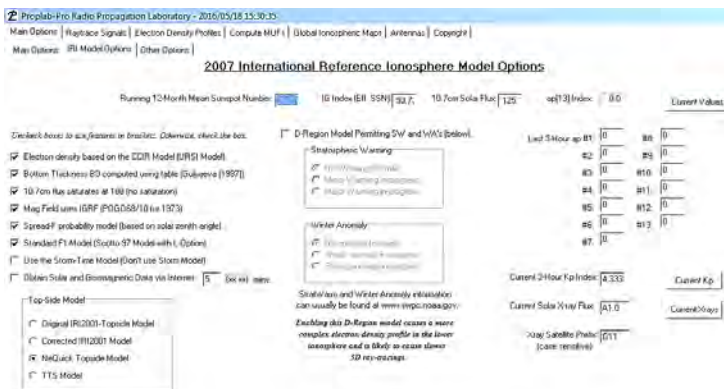 Proplab-Pro Radio Propagation Laboratory - 2016/05/18 15:30:35
Main Options | Raytrace Signals | Electron Density Profiles | Compute MUFs | Global Ionospheric Maps | Antennas | Copyright
Main Options IRI Model Options | Other Options
2007 International Reference Ionosphere Model Options
Running 12-Month Mean Sunspot Number IG Index (Eff. SSN) 10.7cm Solar Flux 125 ap[13] Index 0.0 Current Values
Uncheck boxes to use features in brackets. Otherwise, check the box.
Electron density based on the CCIR Model (URSI Model)
Bottom Thickness B0 computed using table (Gulyaeva (1987))
10.7cm flux saturates at 188 (no saturation)
Mag Field uses IGRF (POGO68/10 for 1973)
Spread-F probability model (based on solar zenith angle)
Standard F1-Model (Scotto-97 Model with L-Option)
Use the Storm-Time Model (Don't use Storm Model)
Obtain Solar and Geomagnetic Data via Internet 5 mins
Top-Side Model
Original IRI2001-Topside Model
Corrected IRI2001 Model
NeQuick Topside Model
TTS Model
D-Region Model Permitting SW and WA's (below).
Stratospheric Warning
Winter Anomaly
StratWarm and Winter Anomaly information
can usually be found at www.swpc.noaa.gov.
Enabling this D-Region model causes a more
complex electron density profile in the lower
ionosphere and is likely to cause slower
3D ray-tracings.
Last 3-Hour ap #1: 0 #8: 0
#2: 0 #9: 0
#3: 0 #10: 0
#4: 0 #11: 0
#5: 0 #12: 0
#6: 0 #13: 0
#7: 0
Current 3-Hour Kp Index: 4.333 Current Kp
Current Solar X-ray Flux: A1.0 Current X-rays
X-ray Satellite Prefix: G11
(case sensitive)